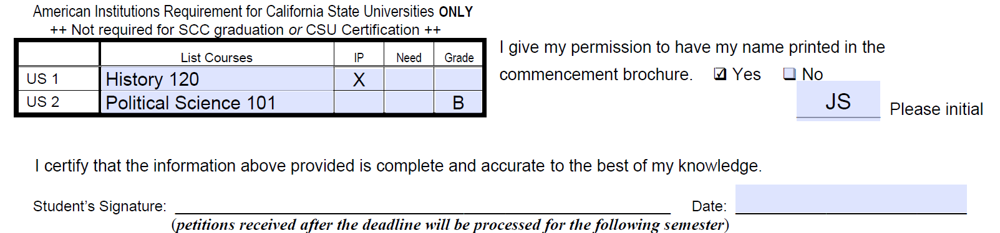 American Institutions Requirement for California State Universities ONLY
++ Not required for SCC graduation or CSU Certification ++
List Courses IP Need Grade
US 1 History 120 X
US 2 Political Science 101 B
I give my permission to have my name printed in the
commencement brochure. Yes No
JS Please initial
I certify that the information above provided is complete and accurate to the best of my knowledge.
Student's Signature: Date:
(petitions received after the deadline will be processed for the following semester)